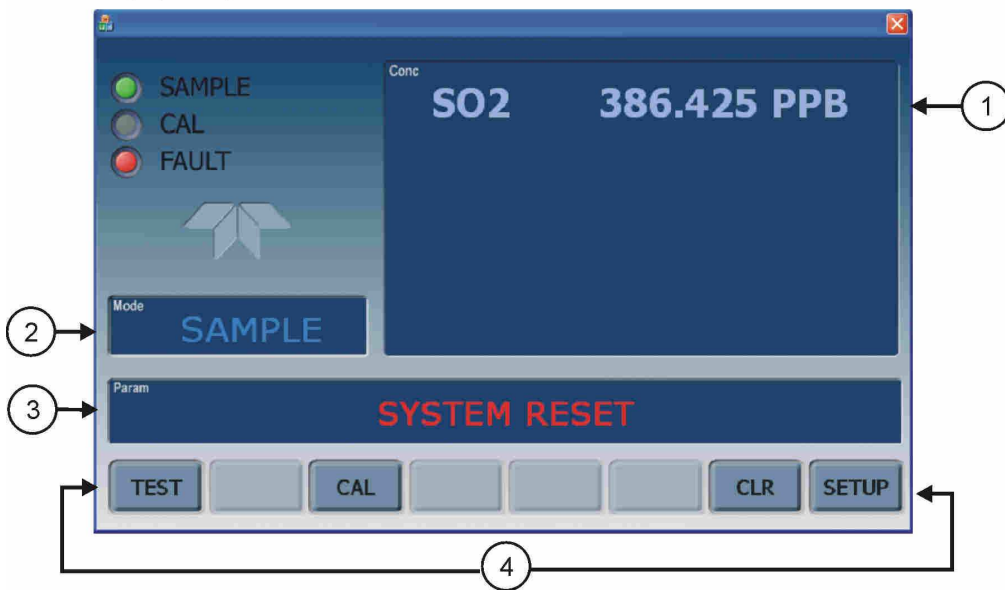 SAMPLE
CAL
FAULT
Conc
SO2 386.425 PPB
1
Mode
SAMPLE
2
Param
SYSTEM RESET
3
TEST CAL CLR SETUP
4